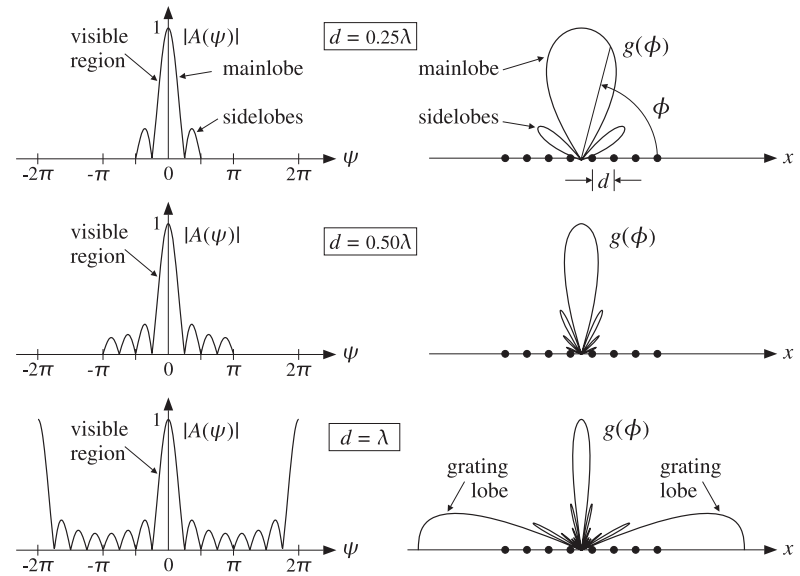 |A(ψ)|
1
visible
region
mainlobe
sidelobes
-2π
-π
0
π
2π
ψ
d = 0.25λ
g(ϕ)
mainlobe
sidelobes
ϕ
d
x
|A(ψ)|
1
visible
region
-2π
-π
0
π
2π
ψ
d = 0.50λ
g(ϕ)
x
|A(ψ)|
1
visible
region
-2π
-π
0
π
2π
ψ
d = λ
g(ϕ)
grating
lobe
grating
lobe
x